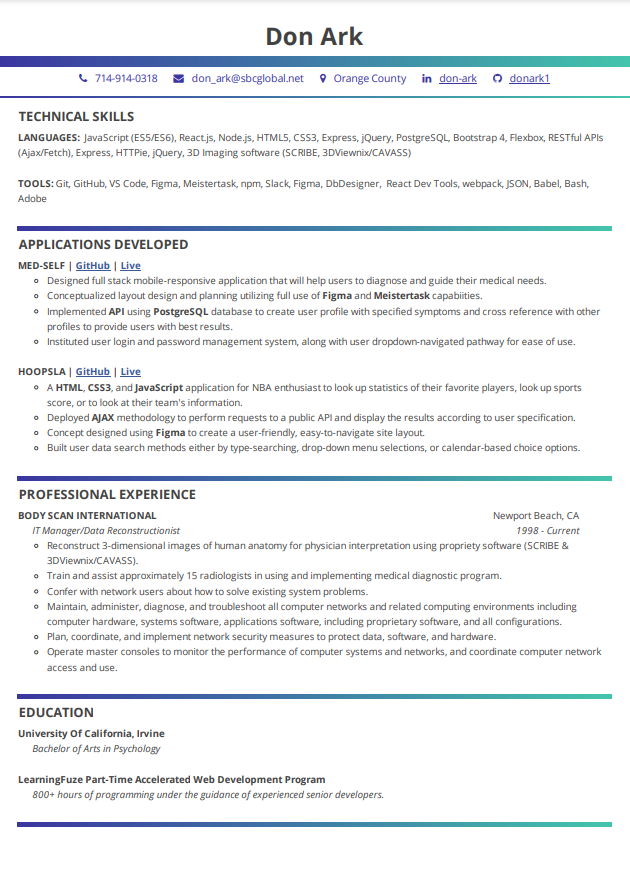 Don Ark
714-914-0318 don_ark@sbcglobal.net Orange County don-ark donark1
TECHNICAL SKILLS
LANGUAGES: JavaScript (ES5/ES6), React.js, Node.js, HTML5, CSS3, Express, jQuery, PostgreSQL, Bootstrap 4, Flexbox, RESTful APIs
(Ajax/Fetch), Express, HTTPie, jQuery, 3D Imaging software (SCRIBE, 3DViewnix/CAVASS)
TOOLS: Git, GitHub, VS Code, Figma, Meistertask, npm, Slack, Figma, DbDesigner, React Dev Tools, webpack, JSON, Babel, Bash,
Adobe
APPLICATIONS DEVELOPED
MED-SELF | GitHub | Live
Designed full stack mobile-responsive application that will help users to diagnose and guide their medical needs.
Conceptualized layout design and planning utilizing full use of Figma and Meistertask capabiities.
Implemented API using PostgreSQL database to create user profile with specified symptoms and cross reference with other
profiles to provide users with best results.
Instituted user login and password management system, along with user dropdown-navigated pathway for ease of use.
HOOPSLA | GitHub | Live
A HTML, CSS3, and JavaScript application for NBA enthusiast to look up statistics of their favorite players, look up sports
score, or to look at their team's information.
Deployed AJAX methodology to perform requests to a public API and display the results according to user specification.
Concept designed using Figma to create a user-friendly, easy-to-navigate site layout.
Built user data search methods either by type-searching, drop-down menu selections, or calendar-based choice options.
PROFESSIONAL EXPERIENCE
BODY SCAN INTERNATIONAL Newport Beach, CA
IT Manager/Data Reconstructionist 1998 - Current
Reconstruct 3-dimensional images of human anatomy for physician interpretation using propriety software (SCRIBE &
3DViewnix/CAVASS).
Train and assist approximately 15 radiologists in using and implementing medical diagnostic program.
Confer with network users about how to solve existing system problems.
Maintain, administer, diagnose, and troubleshoot all computer networks and related computing environments including
computer hardware, systems software, applications software, including proprietary software, and all configurations.
Plan, coordinate, and implement network security measures to protect data, software, and hardware.
Operate master consoles to monitor the performance of computer systems and networks, and coordinate computer network
access and use.
EDUCATION
University Of California, Irvine
Bachelor of Arts in Psychology
LearningFuze Part-Time Accelerated Web Development Program
800+ hours of programming under the guidance of experienced senior developers.